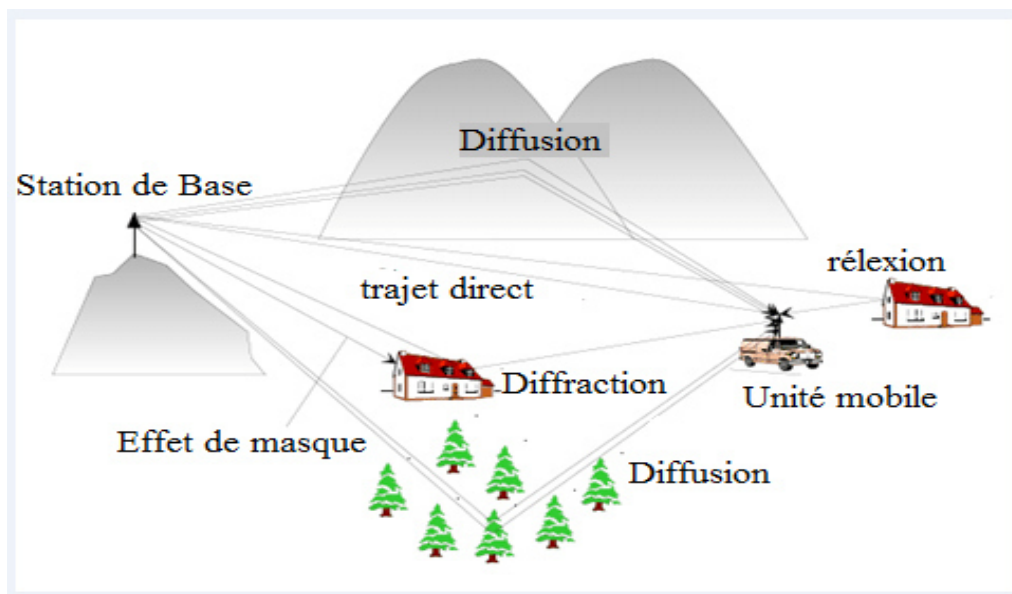 Diffusion
Station de Base
rélexion
trajet direct
Diffraction
Unité mobile
Effet de masque
Diffusion